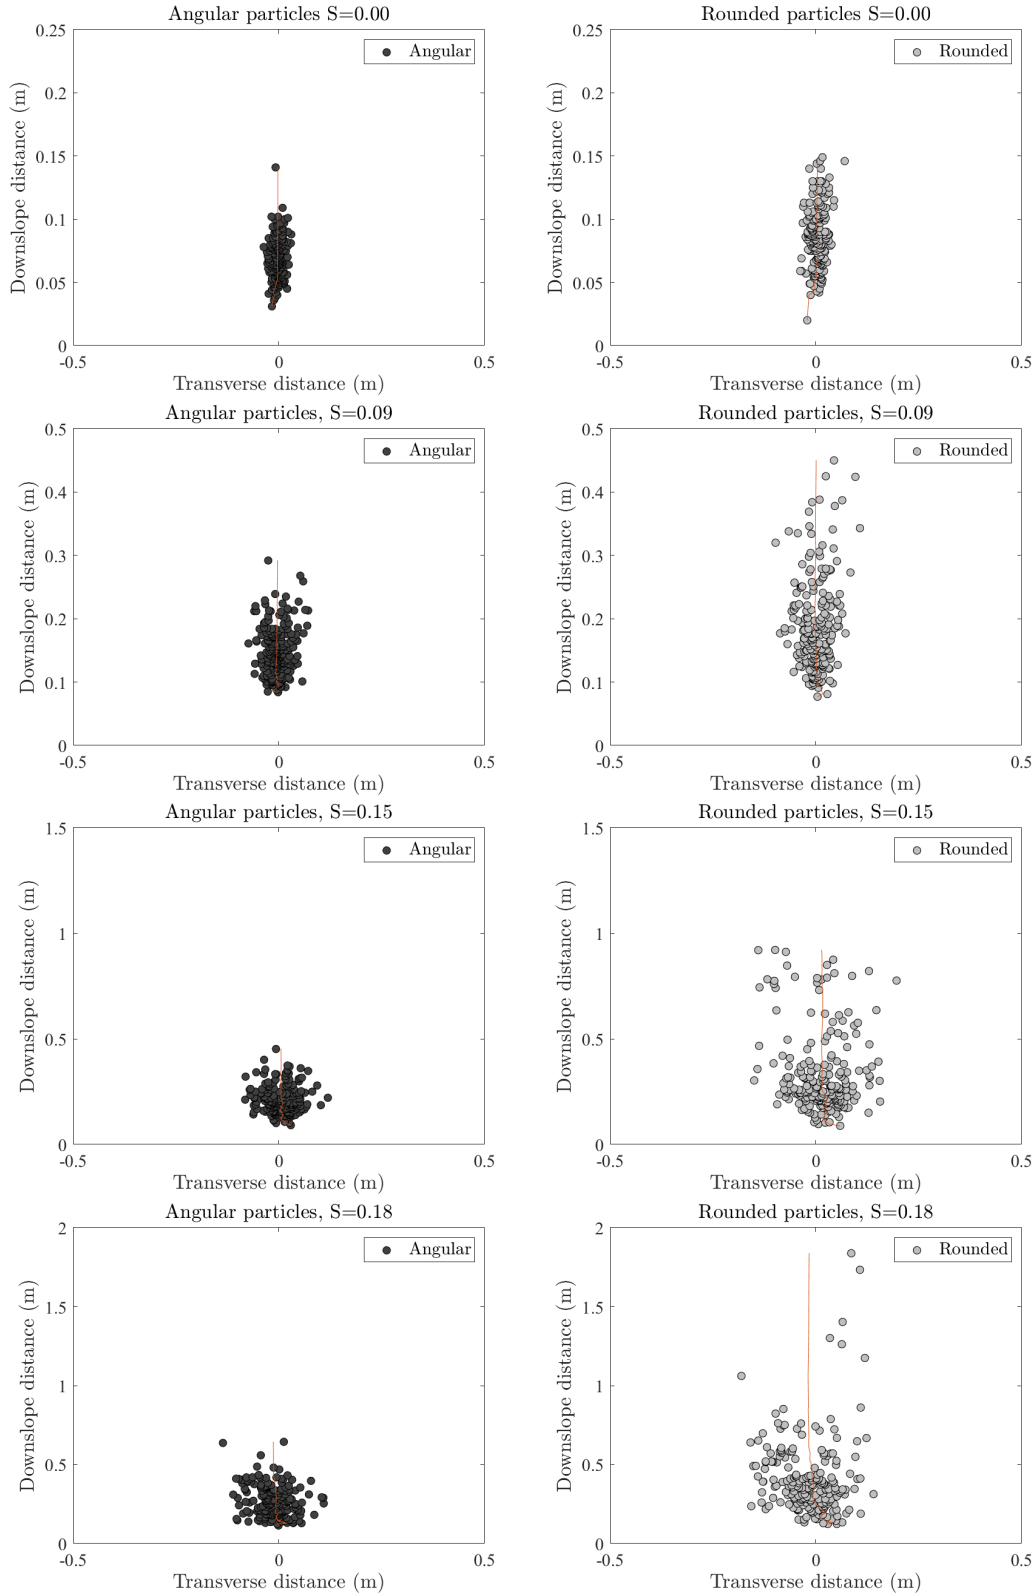 Angular particles S=0.00
0.25
Angular
0.2
0.15
0.1
0.05
0
-0.5
0
0.5
Downslope distance (m)
Transverse distance (m)
Rounded particles S=0.00
0.25
Rounded
0.2
0.15
0.1
0.05
0
-0.5
0
0.5
Downslope distance (m)
Transverse distance (m)
Angular particles, S=0.09
0.5
Angular
0.4
0.3
0.2
0.1
0
-0.5
0
0.5
Downslope distance (m)
Transverse distance (m)
Rounded particles, S=0.09
0.5
Rounded
0.4
0.3
0.2
0.1
0
-0.5
0
0.5
Downslope distance (m)
Transverse distance (m)
Angular particles, S=0.15
1.5
Angular
1
0.5
0
-0.5
0
0.5
Downslope distance (m)
Transverse distance (m)
Rounded particles, S=0.15
1.5
Rounded
1
0.5
0
-0.5
0
0.5
Downslope distance (m)
Transverse distance (m)
Angular particles, S=0.18
2
Angular
1.5
1
0.5
0
-0.5
0
0.5
Downslope distance (m)
Transverse distance (m)
Rounded particles, S=0.18
2
Rounded
1.5
1
0.5
0
-0.5
0
0.5
Downslope distance (m)
Transverse distance (m)